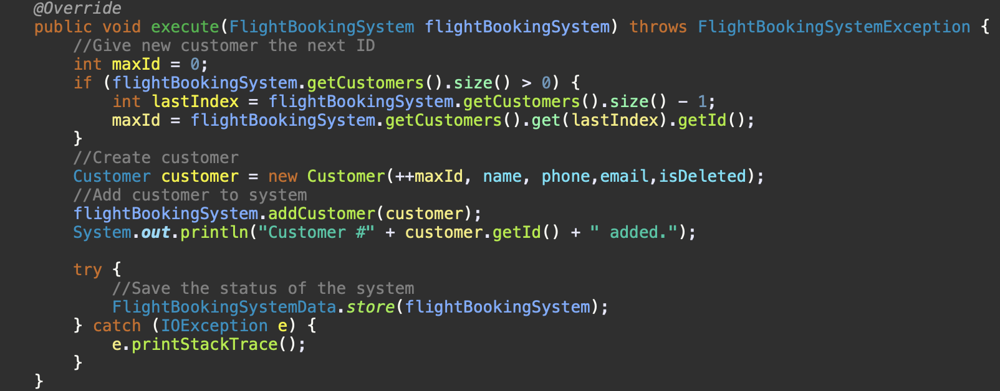 @Override
public void execute(FlightBookingSystem flightBookingSystem) throws FlightBookingSystemException {
    //Give new customer the next ID
    int maxId = 0;
    if (flightBookingSystem.getCustomers().size() > 0) {
        int lastIndex = flightBookingSystem.getCustomers().size() - 1;
        maxId = flightBookingSystem.getCustomers().get(lastIndex).getId();
    }
    //Create customer
    Customer customer = new Customer(++maxId, name, phone,email,isDeleted);
    //Add customer to system
    flightBookingSystem.addCustomer(customer);
    System.out.println("Customer #" + customer.getId() + " added.");

    try {
        //Save the status of the system
        FlightBookingSystemData.store(flightBookingSystem);
    } catch (IOException e) {
        e.printStackTrace();
    }
}